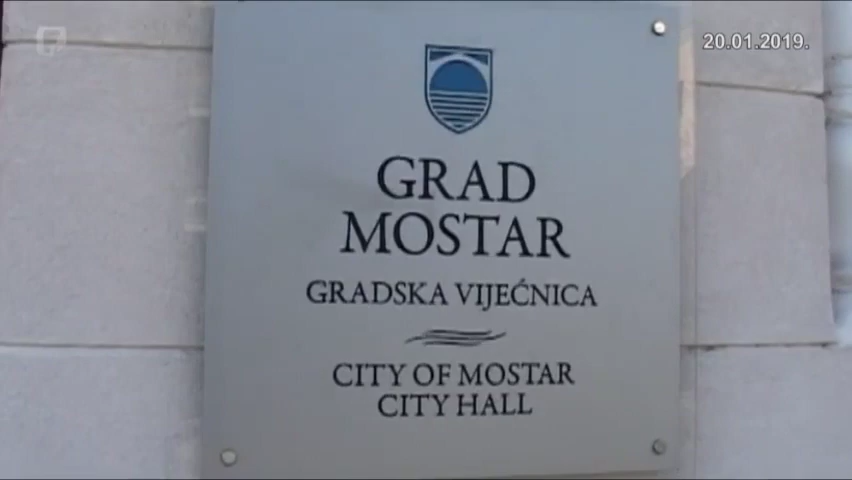 20.01.2019.
GRAD
MOSTAR
GRADSKA VIJEĆNICA
CITY OF MOSTAR
CITY HALL